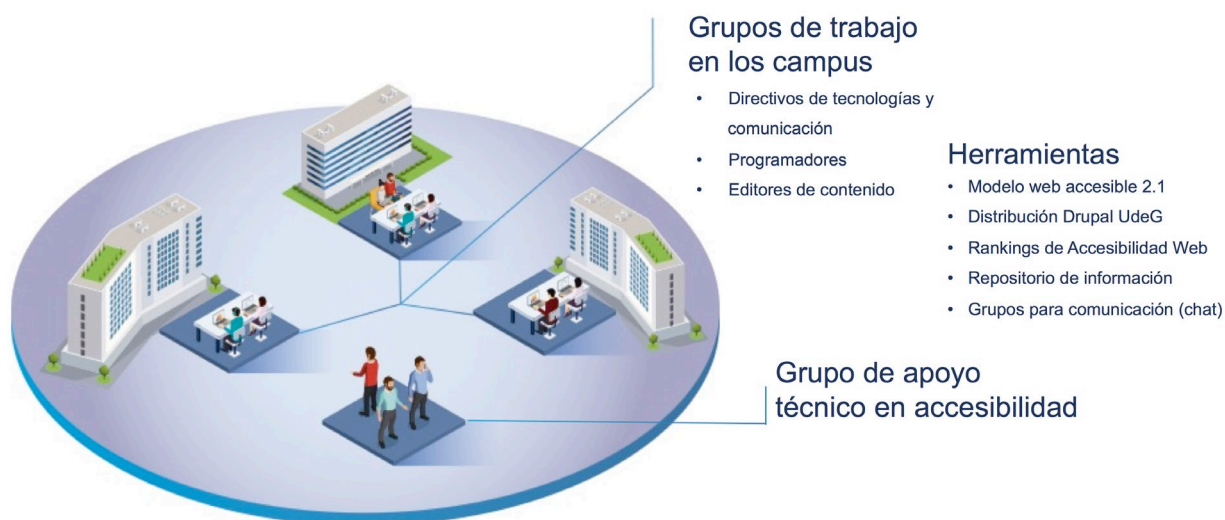 Grupos de trabajo
en los campus
• Directivos de tecnologías y
comunicación
• Programadores
• Editores de contenido
Herramientas
• Modelo web accesible 2.1
• Distribución Drupal UdeG
• Rankings de Accesibilidad Web
• Repositorio de información
• Grupos para comunicación (chat)
Grupo de apoyo
técnico en accesibilidad